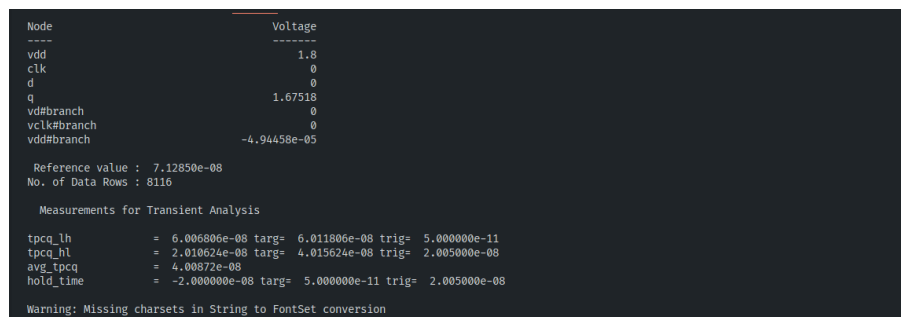 Node Voltage
---- -------
vdd 1.8
clk 0
d 0
q 1.67518
vd#branch 0
vclk#branch 0
vdd#branch -4.94458e-05
Reference value : 7.12850e-08
No. of Data Rows : 8116
Measurements for Transient Analysis
tpcq_lh = 6.006806e-08 targ= 6.011806e-08 trig= 5.000000e-11
tpcq_hl = 2.010624e-08 targ= 4.015624e-08 trig= 2.005000e-08
avg_tpcq = 4.00872e-08
hold_time = -2.000000e-08 targ= 5.000000e-11 trig= 2.005000e-08
Warning: Missing charsets in String to FontSet conversion